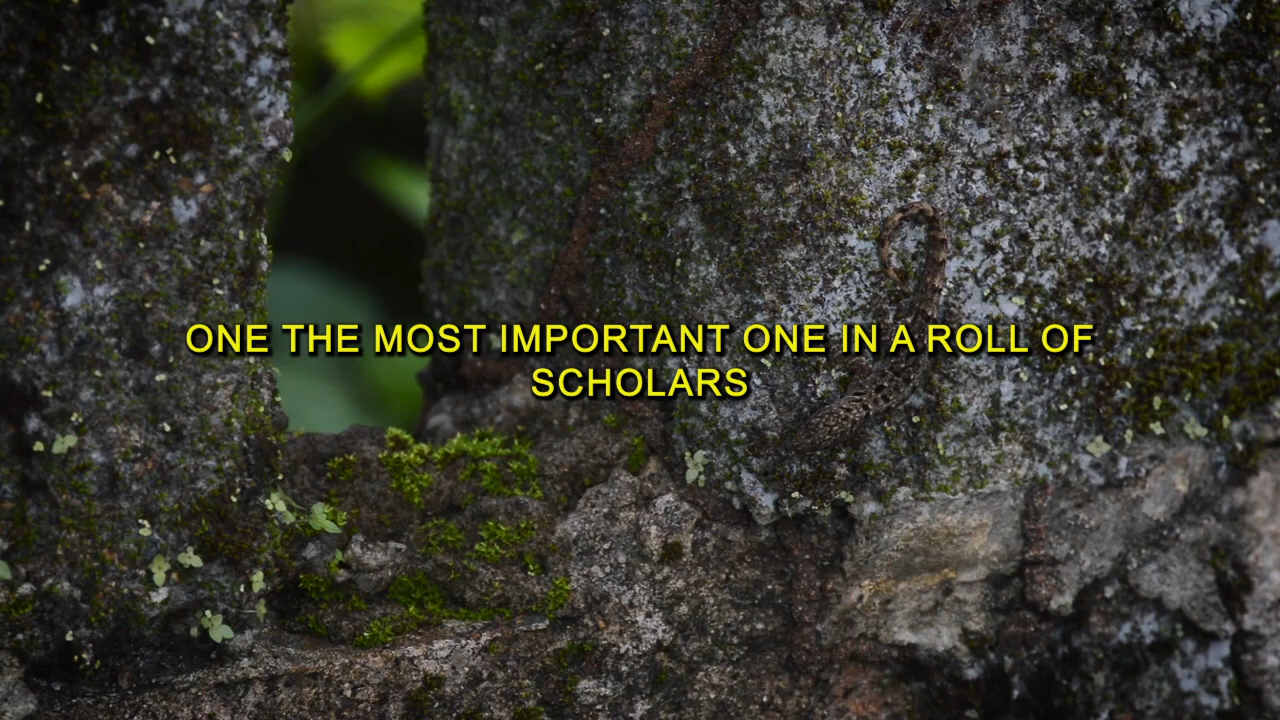 ONE THE MOST IMPORTANT ONE IN A ROLL OF
SCHOLARS